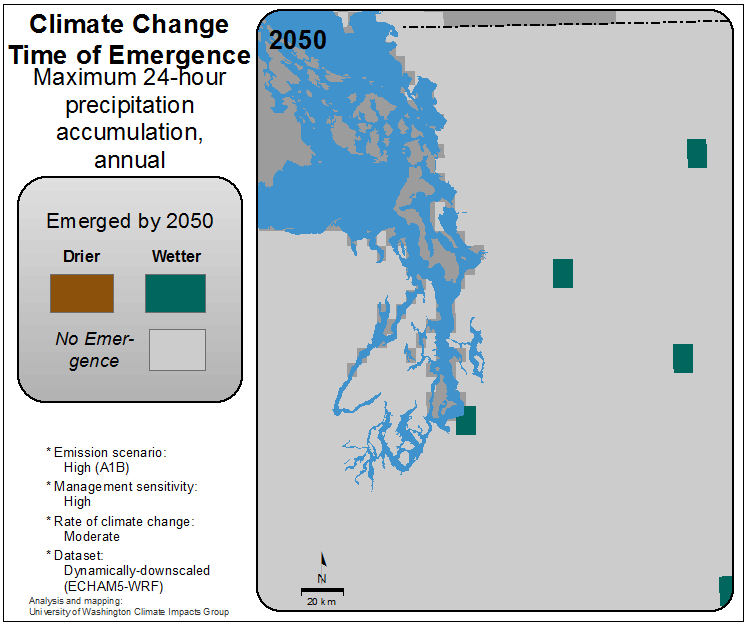 Climate Change
Time of Emergence
Maximum 24-hour
precipitation
accumulation,
annual
2050
Emerged by 2050
Drier
Wetter
No Emer-
gence
* Emission scenario:
High (A1B)
* Management sensitivity:
High
* Rate of climate change:
Moderate
* Dataset:
Dynamically-downscaled
(ECHAM5-WRF)
Analysis and mapping:
University of Washington Climate Impacts Group
N
20 km